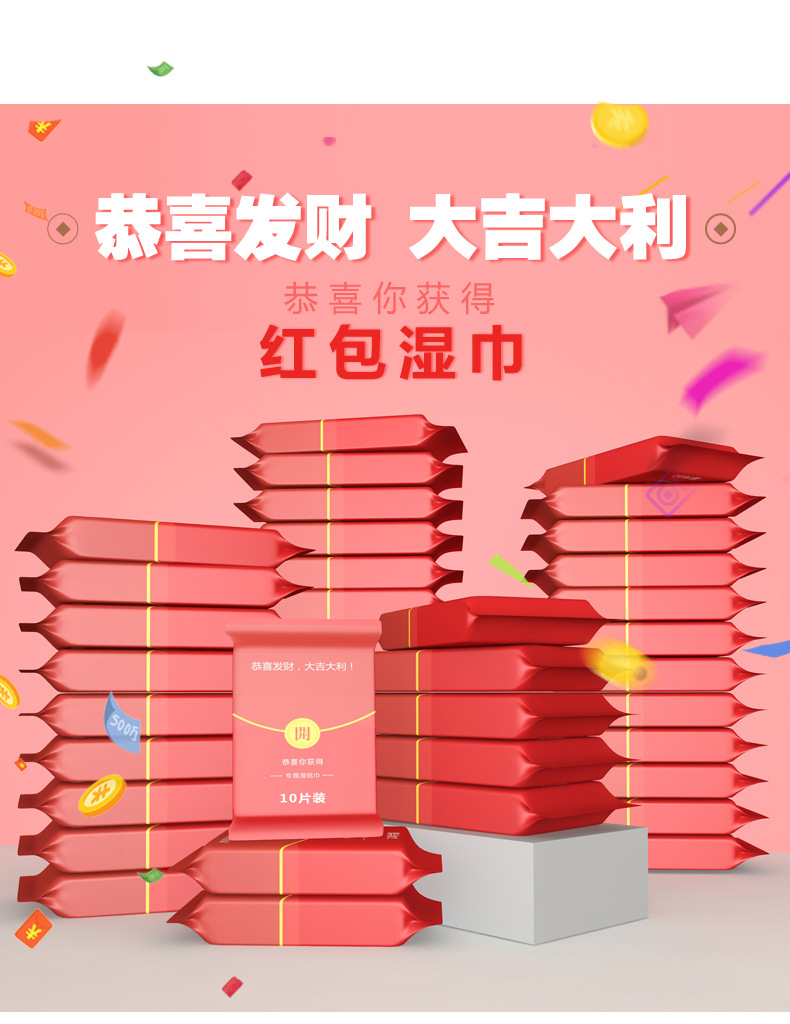 恭喜发财 大吉大利
恭喜你获得
红包湿巾
恭喜发财，大吉大利！
開
恭喜你获得
专属湿纸巾
10片装
500万